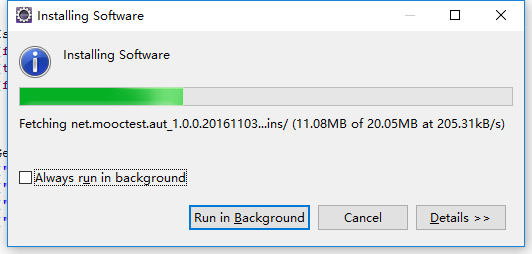 Installing Software
Installing Software
Fetching net.mooctest.aut_1.0.0.20161103...ins/ (11.08MB of 20.05MB at 205.31kB/s)
Always run in background
Run in Background
Cancel
Details >>